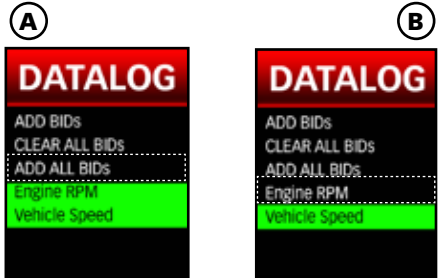 A
DATALOG
ADD BIDs
CLEAR ALL BIDs
ADD ALL BIDs
Engine RPM
Vehicle Speed
B
DATALOG
ADD BIDs
CLEAR ALL BIDs
ADD ALL BIDs
Engine RPM
Vehicle Speed